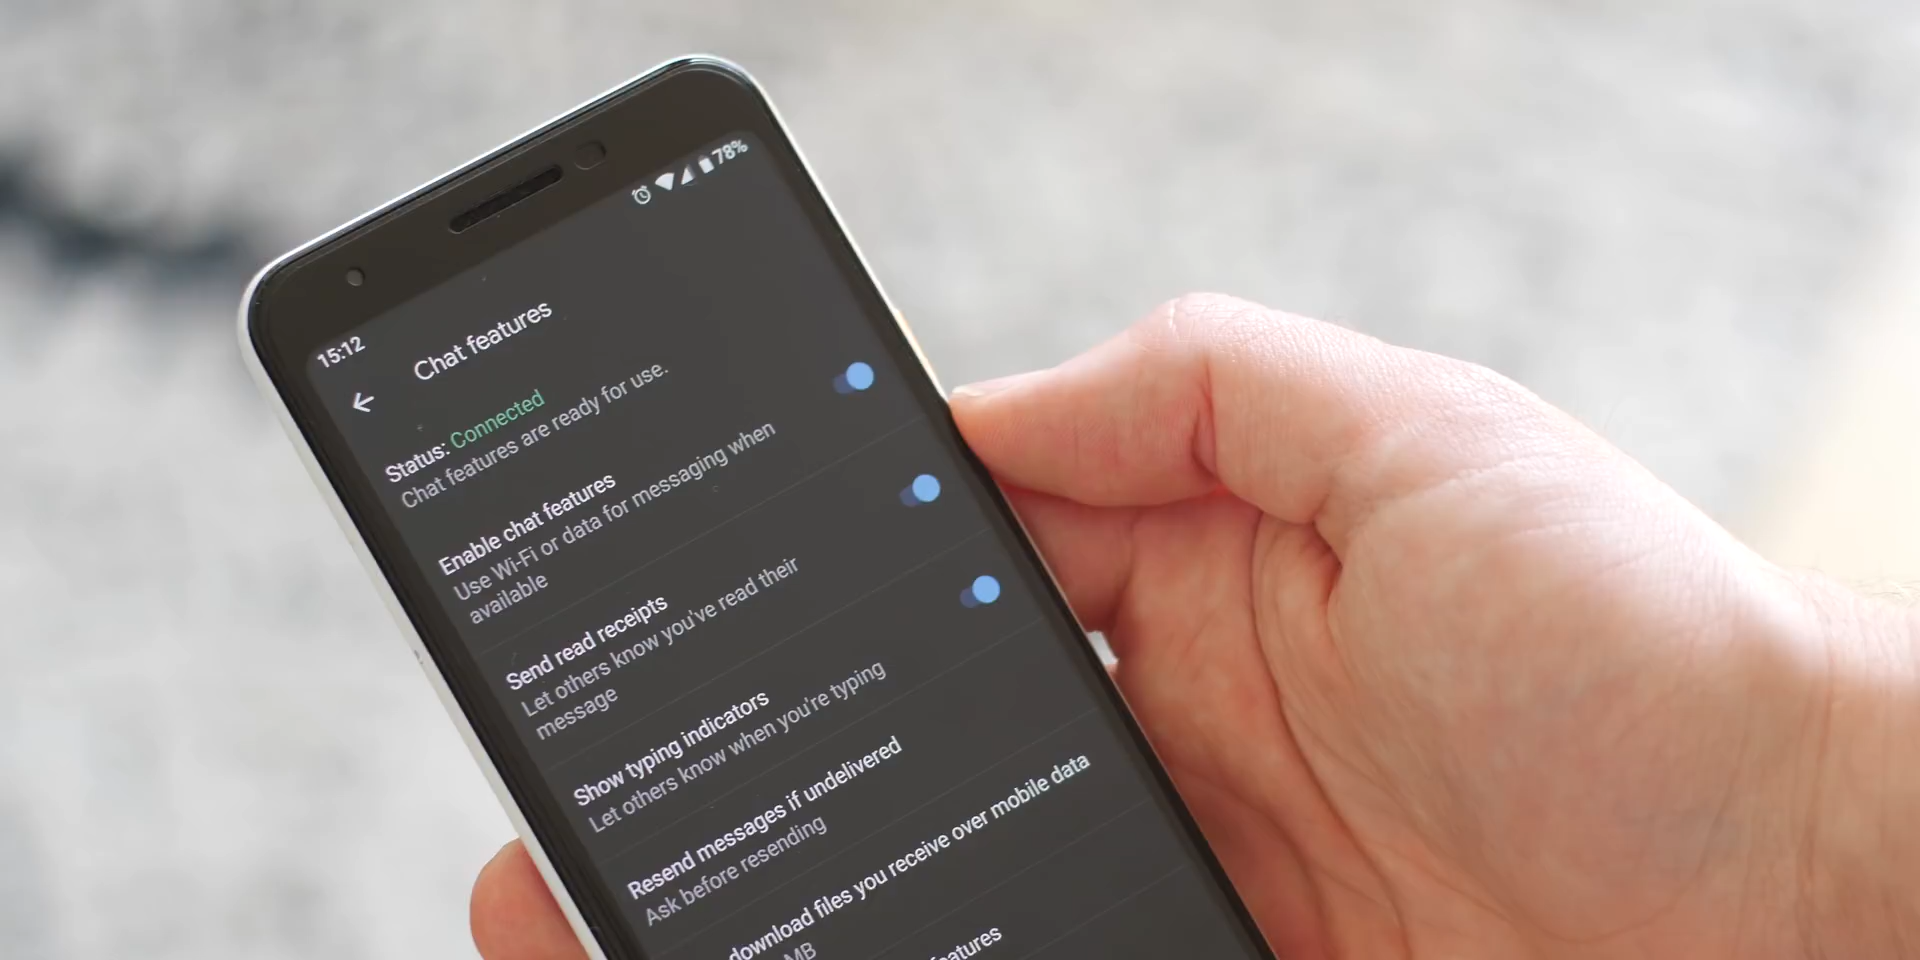 15:12
78%
Chat features
Status: Connected
Chat features are ready for use.
Enable chat features
Use Wi-Fi or data for messaging when
available
Send read receipts
Let others know you've read their
message
Show typing indicators
Let others know when you're typing
Resend messages if undelivered
Ask before resending
download files you receive over mobile data
MB
features